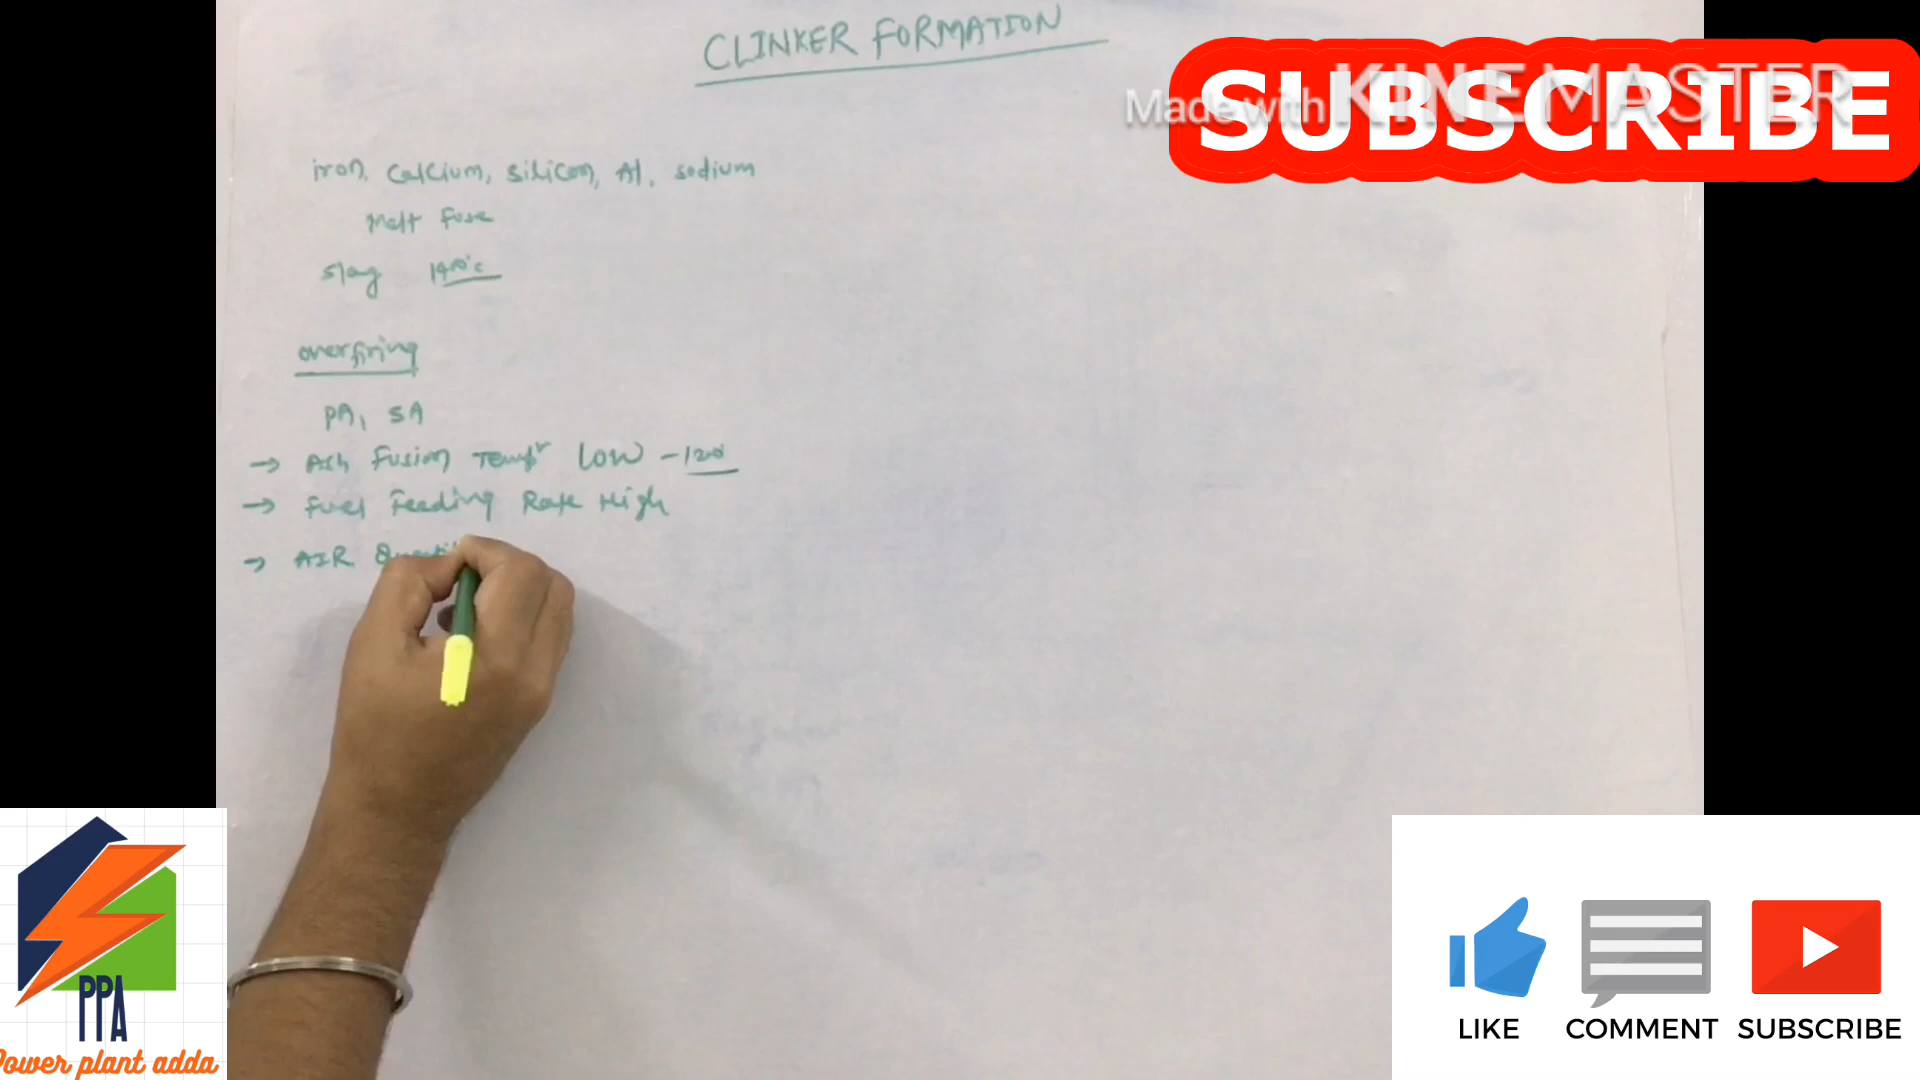 CLINKER FORMATION
Made with KINEMASTER
SUBSCRIBE
iron, Calcium, Silicon, Al, sodium
Melt fuse
Slag 1400°c
overfiring
PA, SA
→ Ash Fusion Tempr Low -
→ Fuel Feeding Rate High
→ AIR
PPA
Power plant adda
LIKE
COMMENT
SUBSCRIBE